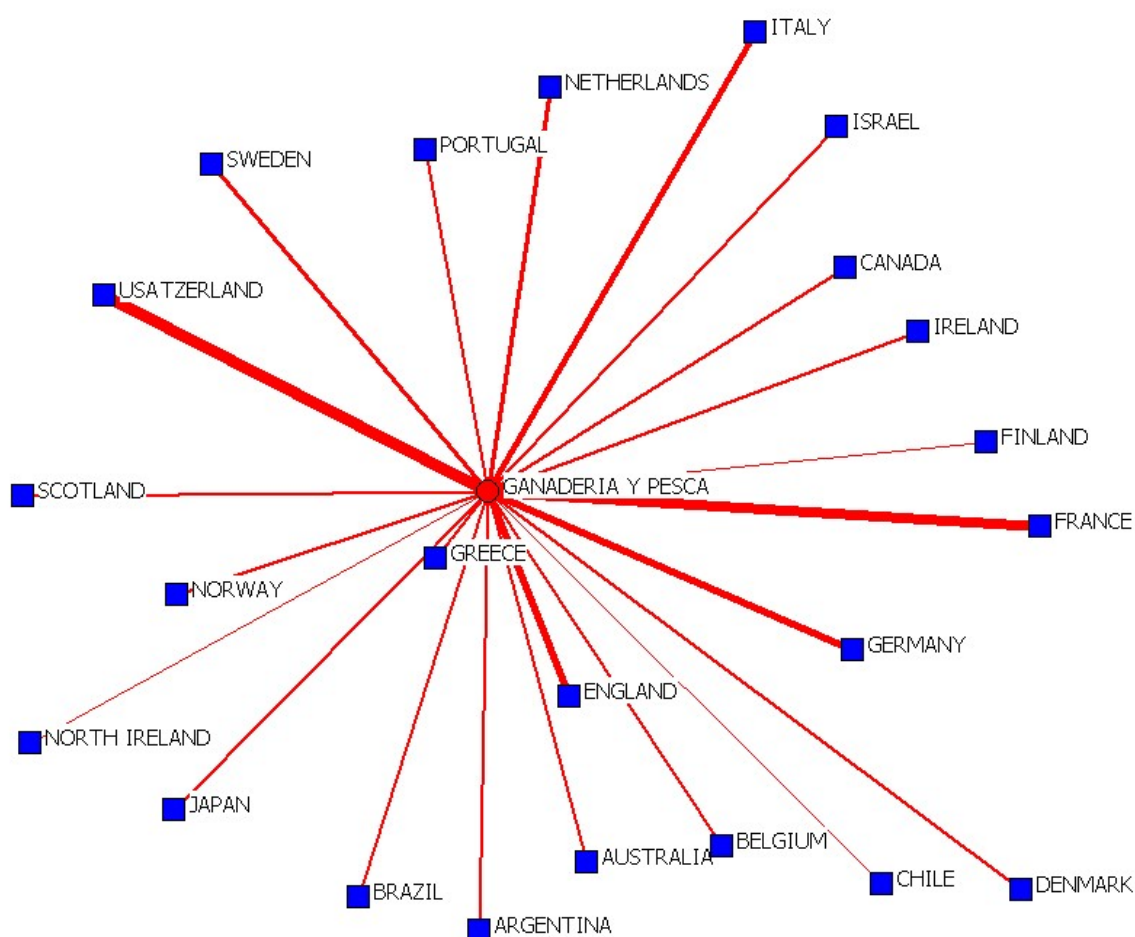 ITALY
NETHERLANDS
ISRAEL
PORTUGAL
SWEDEN
CANADA
USATZERLAND
IRELAND
FINLAND
GANADERIA Y PESCA
SCOTLAND
FRANCE
GREECE
NORWAY
GERMANY
ENGLAND
NORTH IRELAND
JAPAN
BELGIUM
AUSTRALIA
CHILE
DENMARK
BRAZIL
ARGENTINA